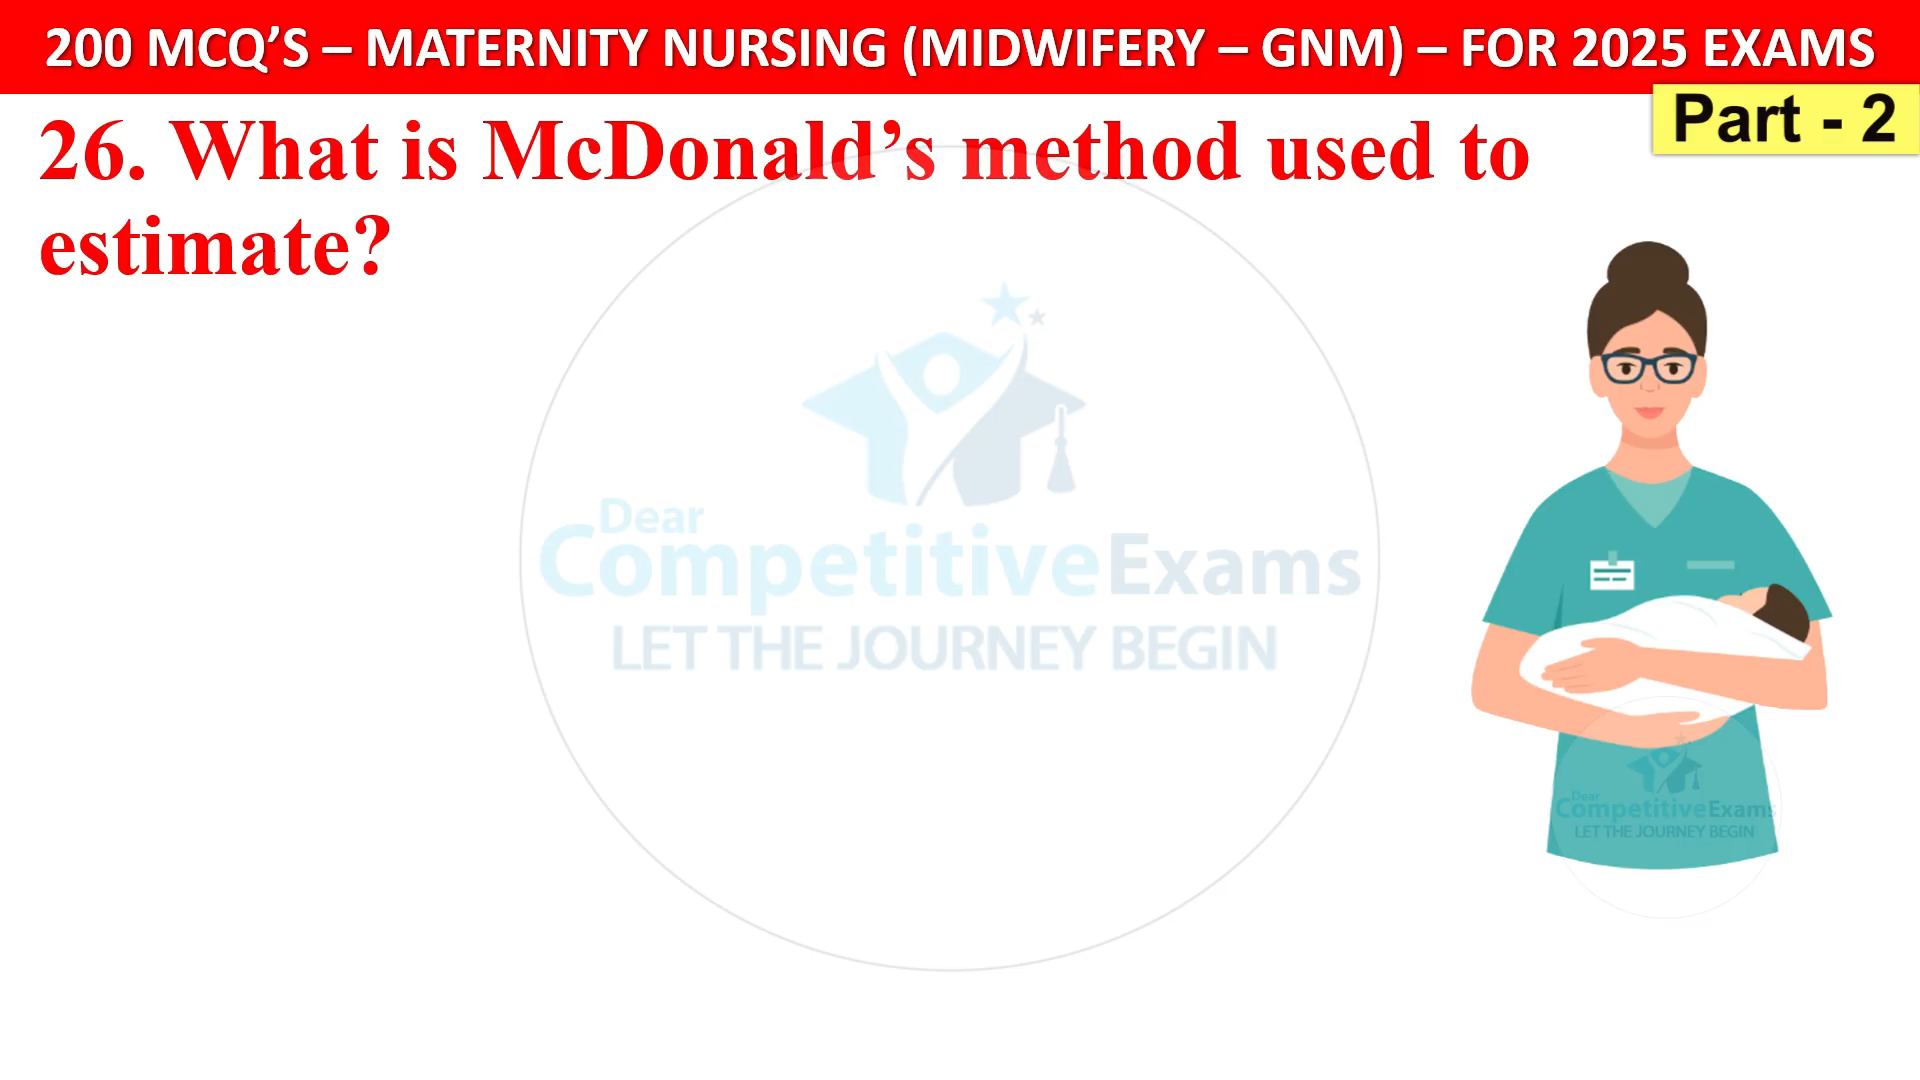 200 MCQ’S – MATERNITY NURSING (MIDWIFERY – GNM) – FOR 2025 EXAMS
Part - 2
26. What is McDonald’s method used to
estimate?
Dear
CompetitiveExams
LET THE JOURNEY BEGIN
Dear
CompetitiveExams
LET THE JOURNEY BEGIN